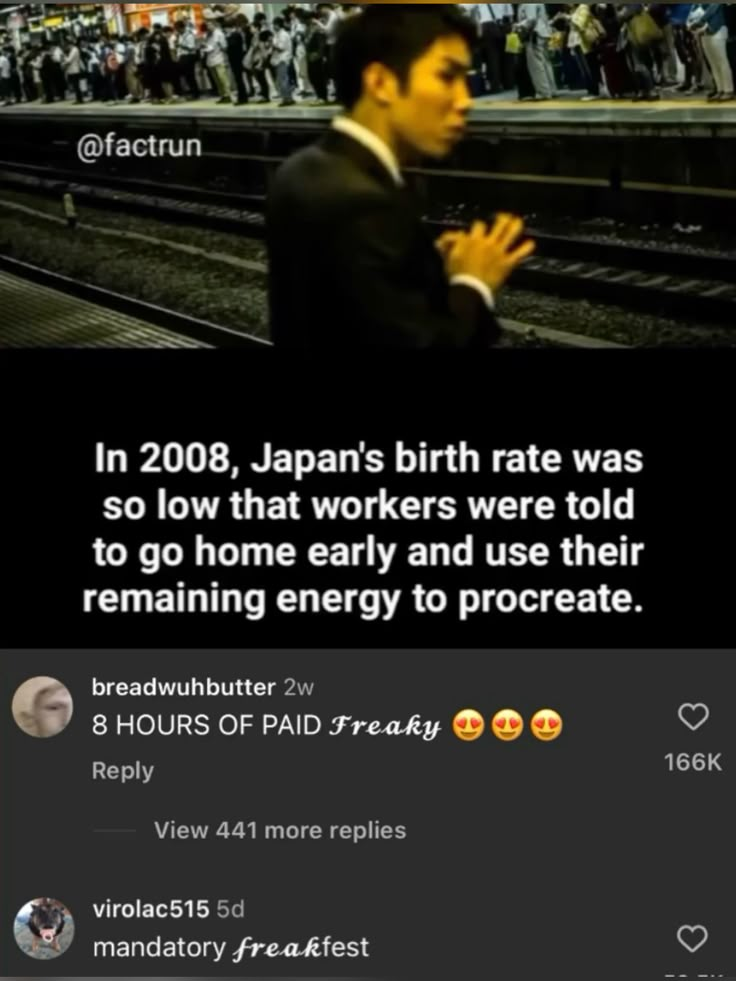 @factrun
In 2008, Japan's birth rate was
so low that workers were told
to go home early and use their
remaining energy to procreate.
breadwuhbutter 2w
8 HOURS OF PAID 𝓕𝓻𝓮𝓪𝓴𝔂 😍😍😍
166K
Reply
View 441 more replies
virolac515 5d
mandatory 𝓯𝓻𝓮𝓪𝓴fest